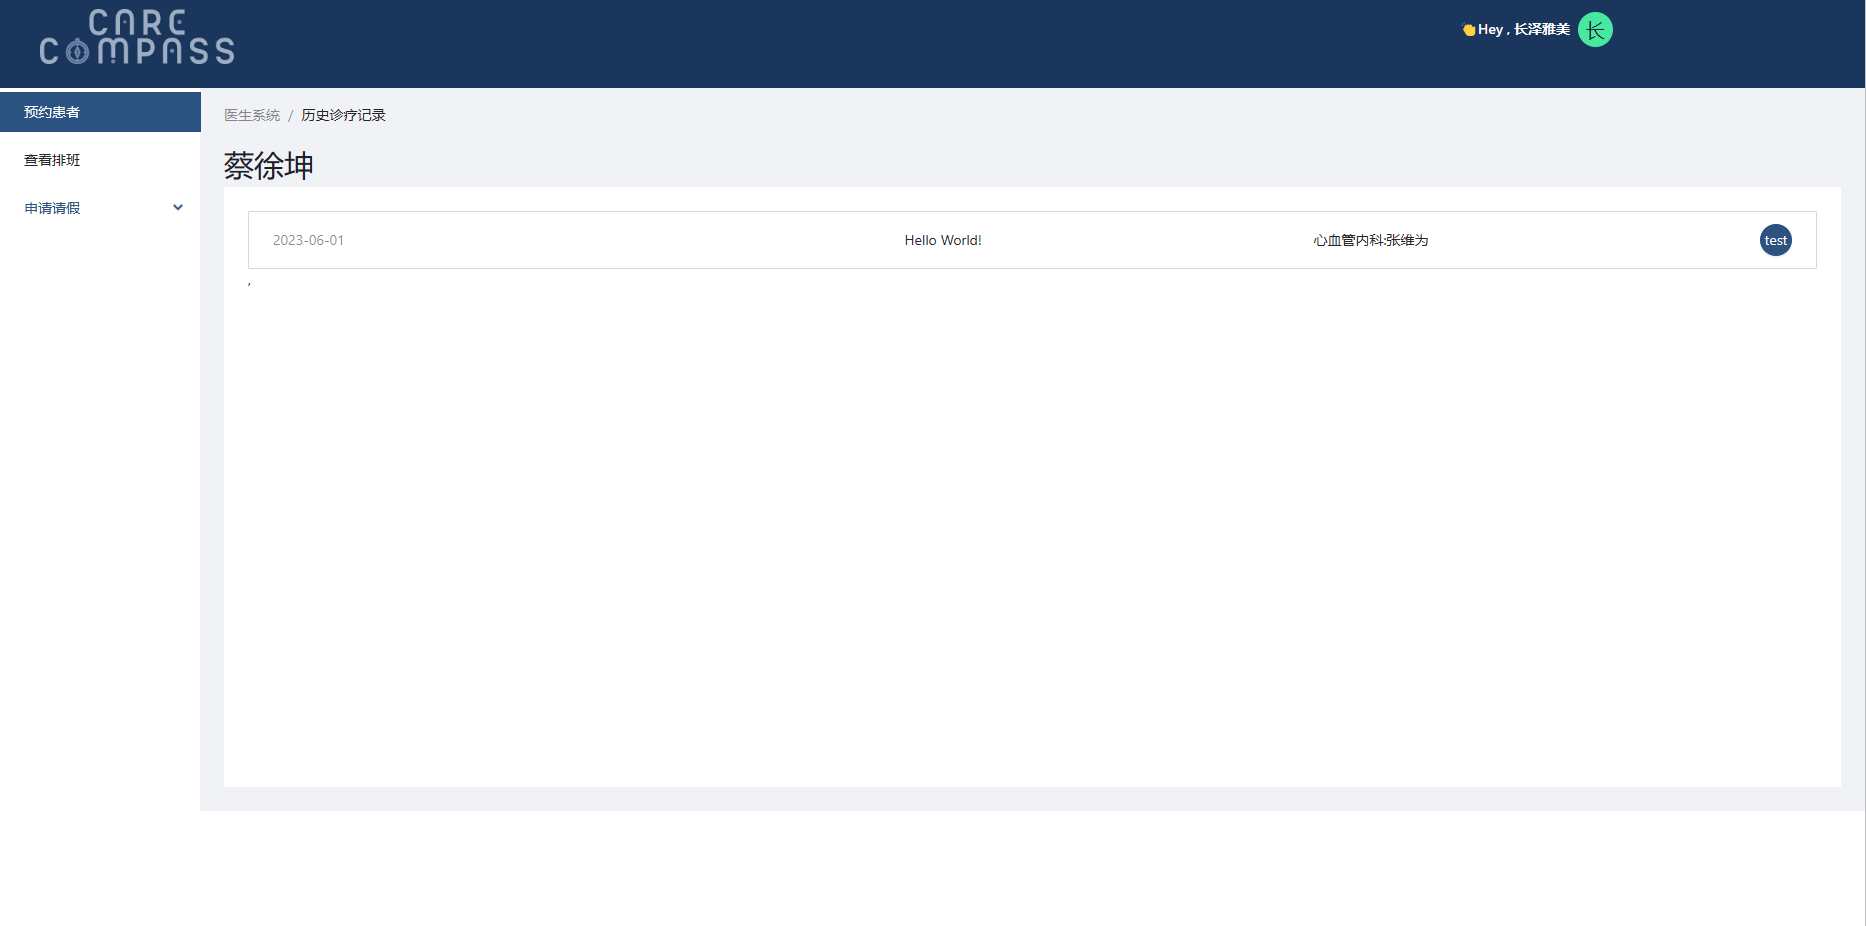 CARE
COMPASS
👏Hey , 长泽雅美 长
预约患者
查看排班
申请请假
医生系统 / 历史诊疗记录
蔡徐坤
2023-06-01 Hello World! 心血管内科:张维为 test
,